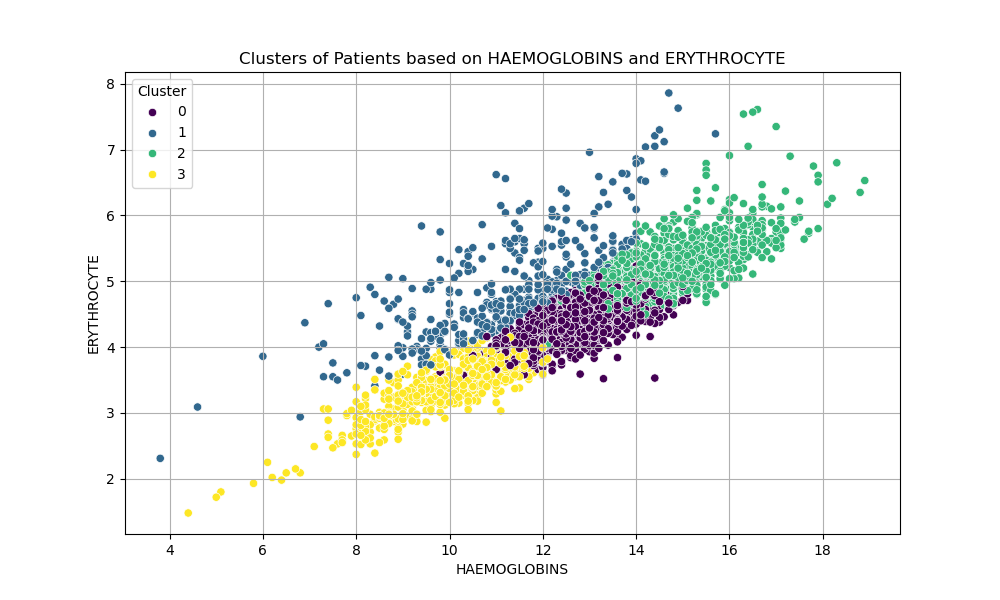 Clusters of Patients based on HAEMOGLOBINS and ERYTHROCYTE
Cluster
0
1
2
3
8
7
6
5
4
3
2
ERYTHROCYTE
4 6 8 10 12 14 16 18
HAEMOGLOBINS